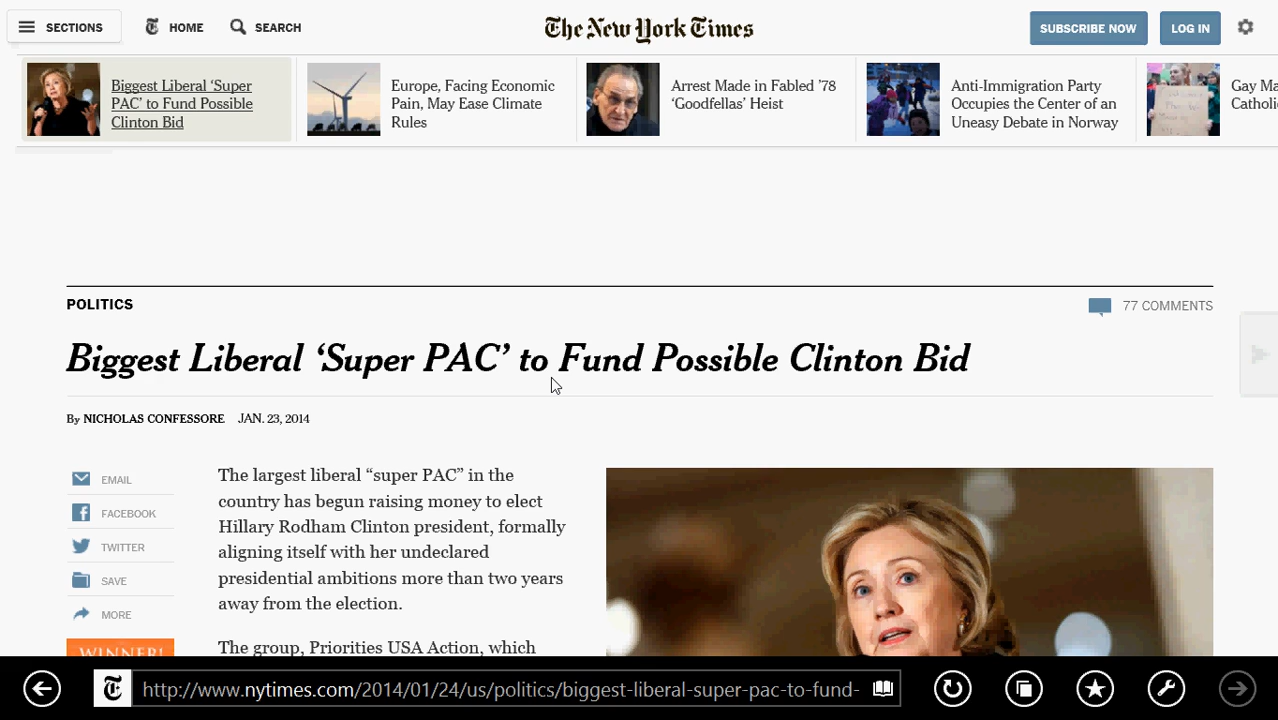 SECTIONS
HOME
SEARCH
The New York Times
SUBSCRIBE NOW
LOG IN
Biggest Liberal ‘Super
PAC’ to Fund Possible
Clinton Bid
Europe, Facing Economic
Pain, May Ease Climate
Rules
Arrest Made in Fabled ’78
‘Goodfellas’ Heist
Anti-Immigration Party
Occupies the Center of an
Uneasy Debate in Norway
Gay Ma
Catholi
POLITICS
77 COMMENTS
Biggest Liberal ‘Super PAC’ to Fund Possible Clinton Bid
By NICHOLAS CONFESSORE JAN. 23, 2014
EMAIL
FACEBOOK
TWITTER
SAVE
MORE
WINNER!
The largest liberal “super PAC” in the
country has begun raising money to elect
Hillary Rodham Clinton president, formally
aligning itself with her undeclared
presidential ambitions more than two years
away from the election.
The group, Priorities USA Action, which
http://www.nytimes.com/2014/01/24/us/politics/biggest-liberal-super-pac-to-fund-